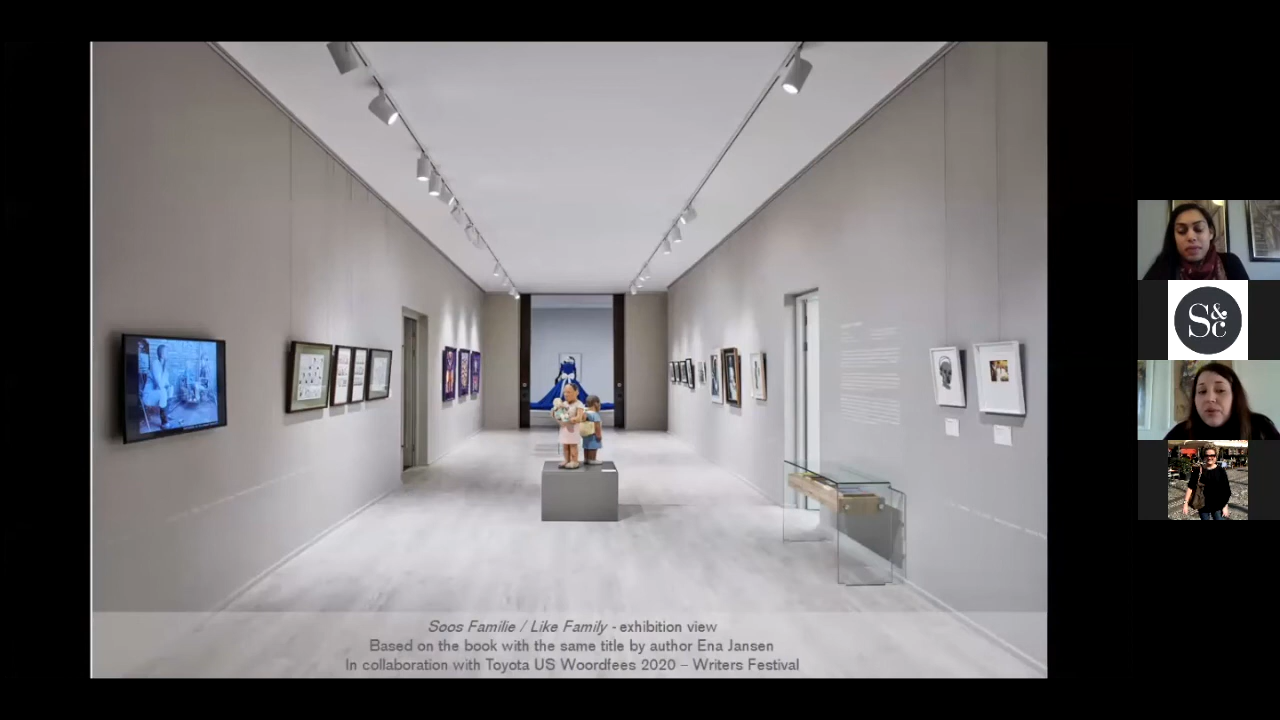 Soos Familie / Like Family - exhibition view
Based on the book with the same title by author Ena Jansen
In collaboration with Toyota US Woordfees 2020 – Writers Festival
S&c